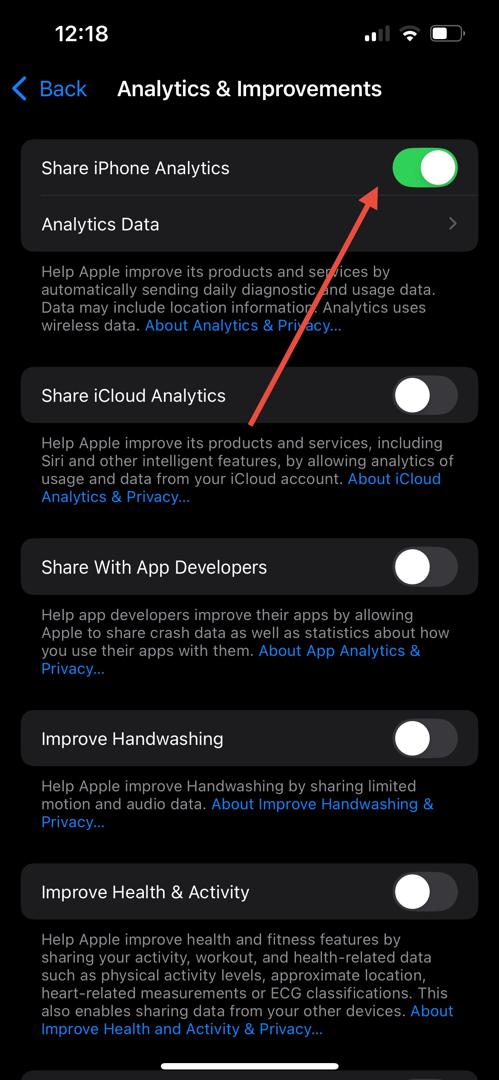 12:18
Back
Analytics & Improvements
Share iPhone Analytics
Analytics Data
Help Apple improve its products and services by
automatically sending daily diagnostic and usage data.
Data may include location information. Analytics uses
wireless data. About Analytics & Privacy...
Share iCloud Analytics
Help Apple improve its products and services, including
Siri and other intelligent features, by allowing analytics of
usage and data from your iCloud account. About iCloud
Analytics & Privacy...
Share With App Developers
Help app developers improve their apps by allowing
Apple to share crash data as well as statistics about how
you use their apps with them. About App Analytics &
Privacy...
Improve Handwashing
Help Apple improve Handwashing by sharing limited
motion and audio data. About Improve Handwashing &
Privacy...
Improve Health & Activity
Help Apple improve health and fitness features by
sharing your activity, workout, and health-related data
such as physical activity levels, approximate location,
heart-related measurements or ECG classifications. This
also enables sharing data from your other devices. About
Improve Health and Activity & Privacy...